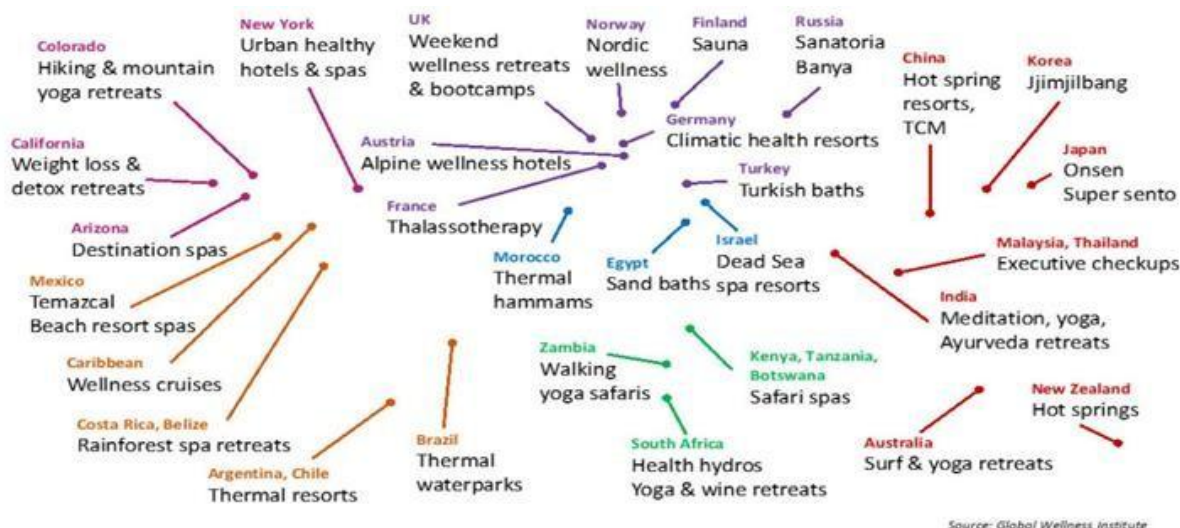 Colorado
Hiking & mountain
yoga retreats
New York
Urban healthy
hotels & spas
UK
Weekend
wellness retreats
& bootcamps
Norway
Nordic
wellness
Finland
Sauna
Russia
Sanatoria
Banya
China
Hot spring
resorts,
TCM
Korea
Jjimjilbang
California
Weight loss &
detox retreats
Austria
Alpine wellness hotels
Germany
Climatic health resorts
Japan
Onsen
Super sento
Turkey
Turkish baths
France
Thalassotherapy
Arizona
Destination spas
Morocco
Thermal
hammams
Egypt
Sand baths
Israel
Dead Sea
spa resorts
Malaysia, Thailand
Executive checkups
Mexico
Temazcal
Beach resort spas
India
Meditation, yoga,
Ayurveda retreats
Caribbean
Wellness cruises
Zambia
Walking
yoga safaris
Kenya, Tanzania,
Botswana
Safari spas
New Zealand
Hot springs
Costa Rica, Belize
Rainforest spa retreats
Brazil
Thermal
waterparks
South Africa
Health hydros
Yoga & wine retreats
Australia
Surf & yoga retreats
Argentina, Chile
Thermal resorts
Source: Global Wellness Institute